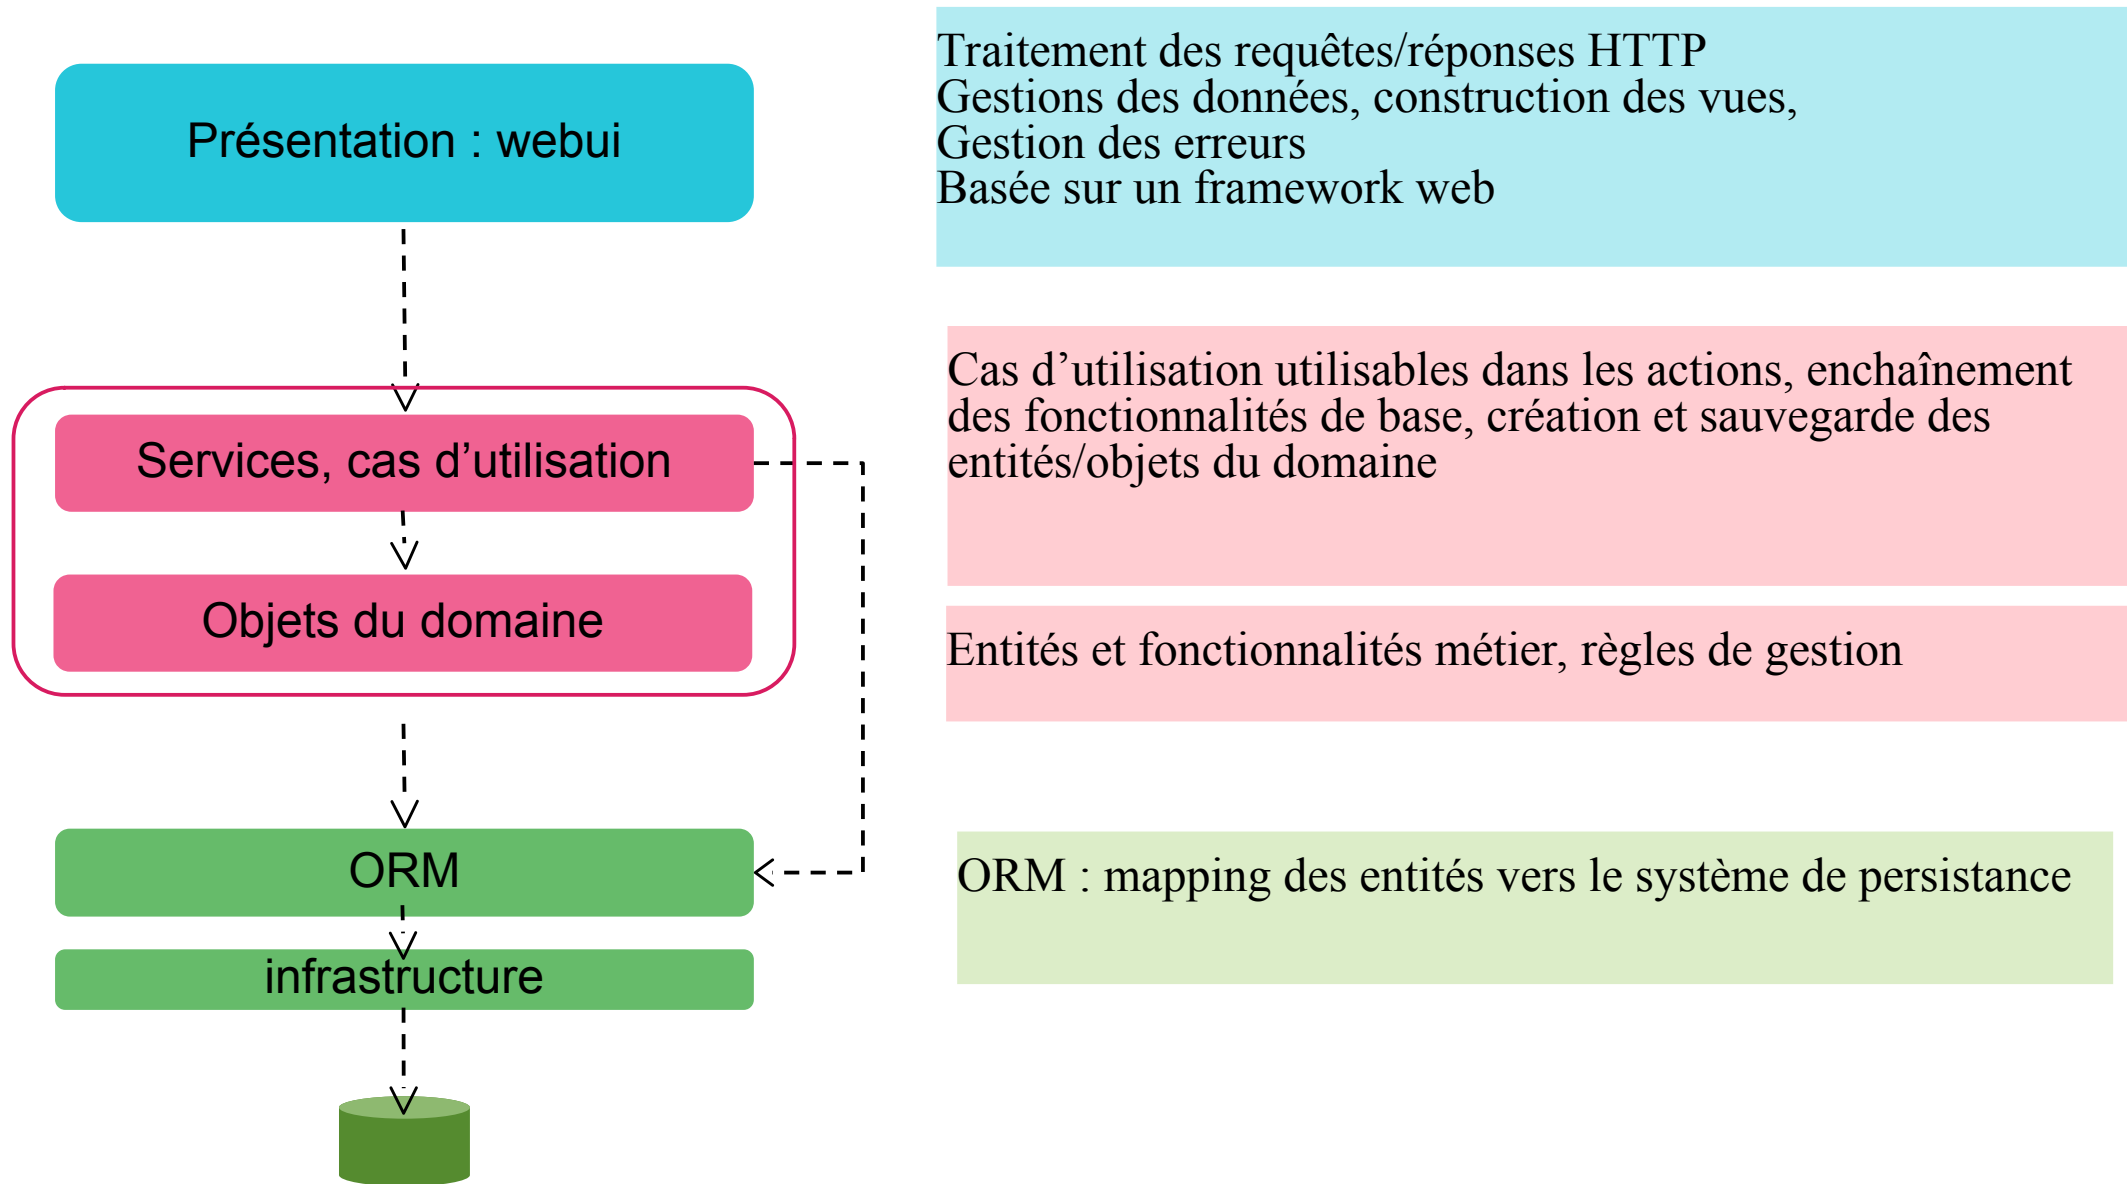 Présentation : webui
Traitement des requêtes/réponses HTTP
Gestions des données, construction des vues,
Gestion des erreurs
Basée sur un framework web
Services, cas d’utilisation
Cas d’utilisation utilisables dans les actions, enchaînement
des fonctionnalités de base, création et sauvegarde des
entités/objets du domaine
Objets du domaine
Entités et fonctionnalités métier, règles de gestion
ORM
ORM : mapping des entités vers le système de persistance
infrastructure